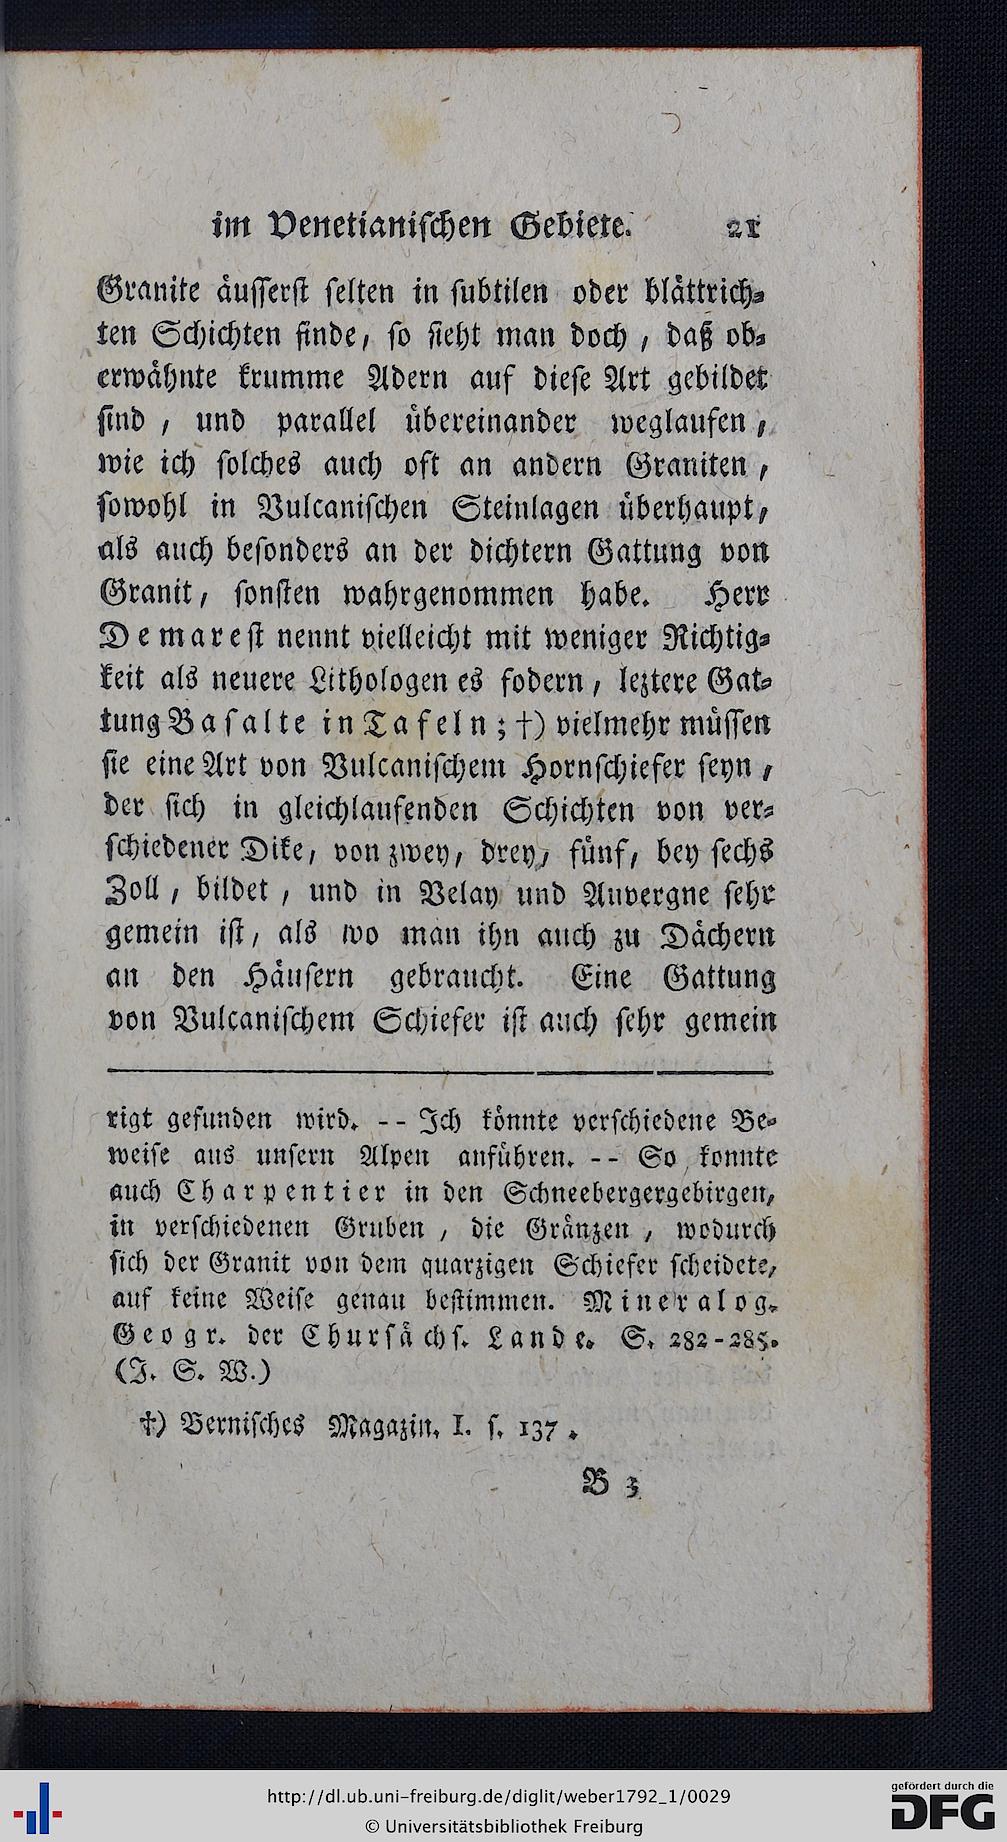 im Venetianischen Gebiete. 21
Granite äusserst selten in subtilen oder blättrich-
ten Schichten finde, so sieht man doch, daß ob-
erwähnte krumme Adern auf diese Art gebildet
sind, und parallel übereinander weglaufen,
wie ich solches auch oft an andern Graniten,
sowohl in Vulcanischen Steinlagen überhaupt,
als auch besonders an der dichtern Gattung von
Granit, sonsten wahrgenommen habe. Herr
Demarest nennt vielleicht mit weniger Richtig-
keit als neuere Lithologen es fodern, leztere Gat-
tung Basalte in Tafeln; †) vielmehr müssen
sie eine Art von Vulcanischem Hornschiefer seyn,
der sich in gleichlaufenden Schichten von ver-
schiedener Dike, von zwey, drey, fünf, bey sechs
Zoll, bildet, und in Velay und Auvergne sehr
gemein ist, als wo man ihn auch zu Dächern
an den Häusern gebraucht. Eine Gattung
von Vulcanischem Schiefer ist auch sehr gemein
rigt gefunden wird. -- Ich könnte verschiedene Be-
weise aus unsern Alpen anführen. -- So konnte
auch Charpentier in den Schneebergergebirgen,
in verschiedenen Gruben, die Gränzen, wodurch
sich der Granit von dem quarzigen Schiefer scheidete,
auf keine Weise genau bestimmen. Mineralog.
Geogr. der Chursächs. Lande. S. 282-285.
(J. S. W.)
†) Bernisches Magazin. I. s. 137.
B 3
http://dl.ub.uni-freiburg.de/diglit/weber1792_1/0029
© Universitätsbibliothek Freiburg
gefördert durch die
DFG